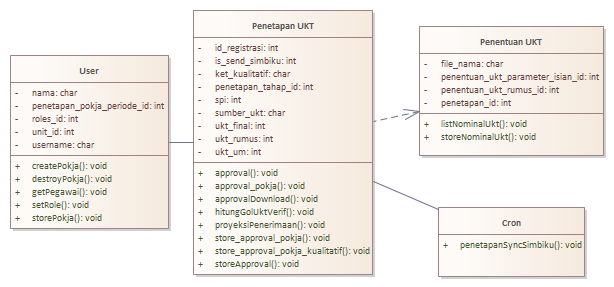 User
- nama: char
- penetapan_pokja_periode_id: int
- roles_id: int
- unit_id: int
- username: char
+ createPokja(): void
+ destroyPokja(): void
+ getPegawai(): void
+ setRole(): void
+ storePokja(): void
Penetapan UKT
- id_registrasi: int
- is_send_simbiku: int
- ket_kualitatif: char
- penetapan_tahap_id: int
- spi: int
- sumber_ukt: char
- ukt_final: int
- ukt_rumus: int
- ukt_um: int
+ approval(): void
+ approval_pokja(): void
+ approvalDownload(): void
+ hitungGolUktVerif(): void
+ proyeksiPenerimaan(): void
+ store_approval_pokja(): void
+ store_approval_pokja_kualitatif(): void
+ storeApproval(): void
Penentuan UKT
- file_nama: char
- penentuan_ukt_parameter_isian_id: int
- penentuan_ukt_rumus_id: int
- penetapan_id: int
+ listNominalUkt(): void
+ storeNominalUkt(): void
Cron
+ penetapanSyncSimbiku(): void